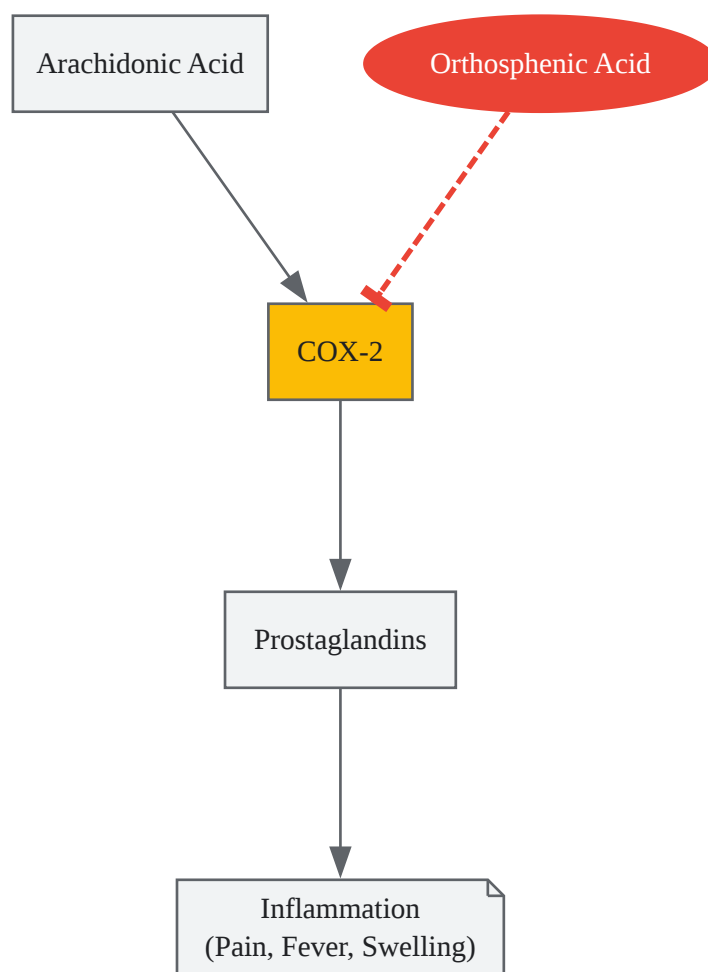 Arachidonic Acid
Orthosphenic Acid
COX-2
Prostaglandins
Inflammation
(Pain, Fever, Swelling)